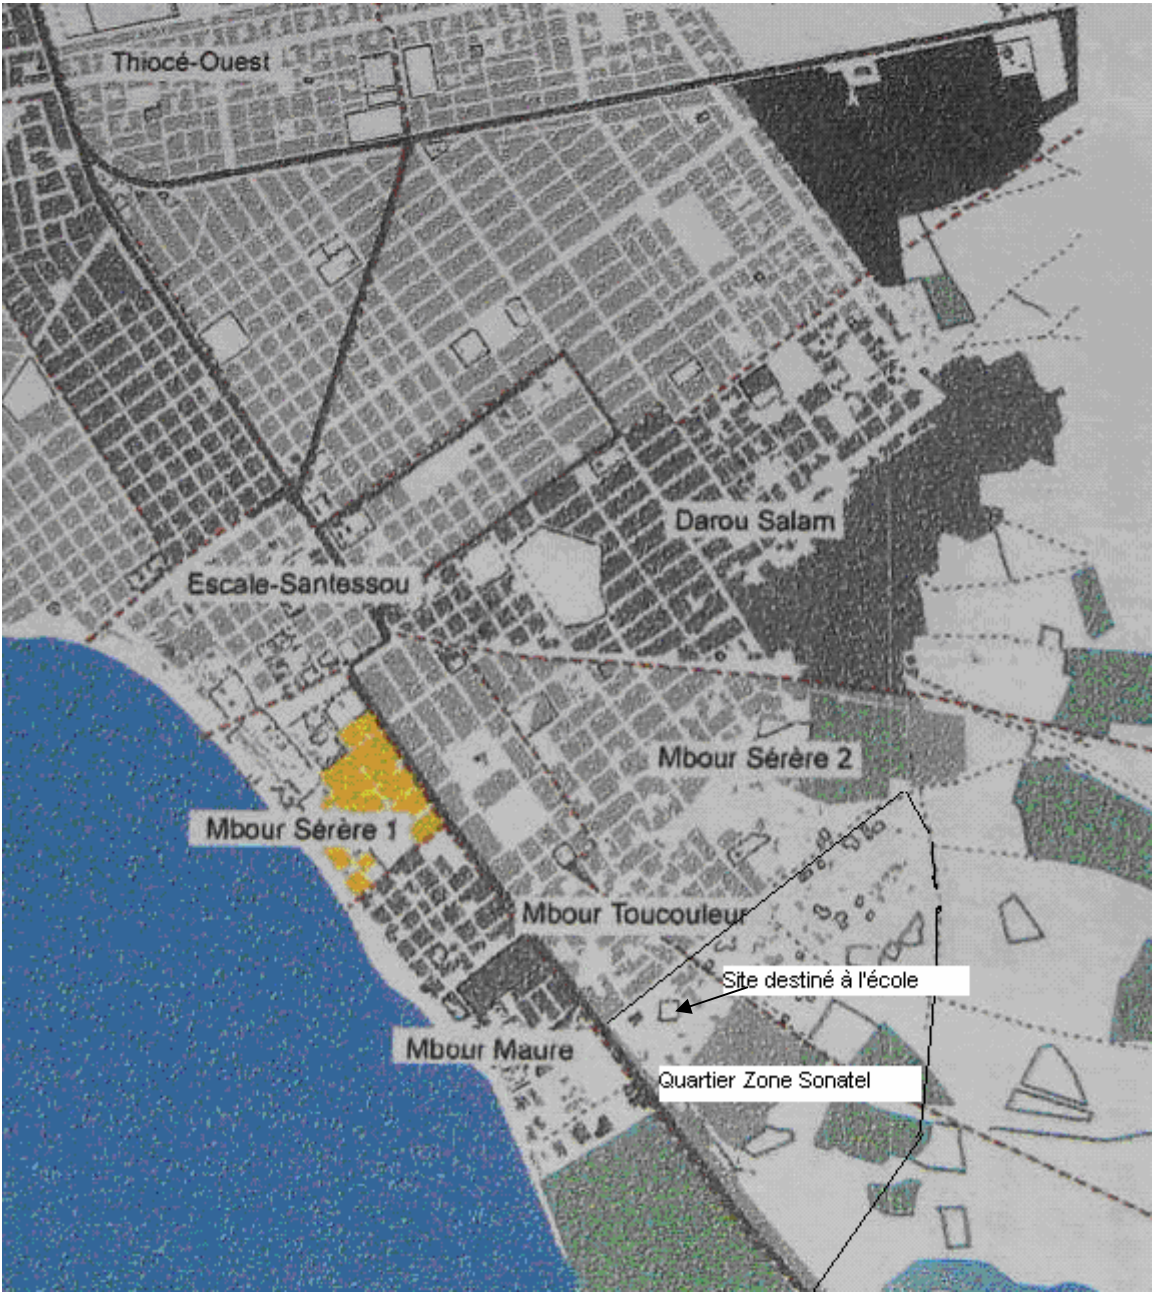 Thiocé-Ouest
Darou Salam
Escale-Santessou
Mbour Sérère 2
Mbour Sérère 1
Mbour Toucouleur
Site destiné à l'école
Mbour Maure
Quartier Zone Sonatel